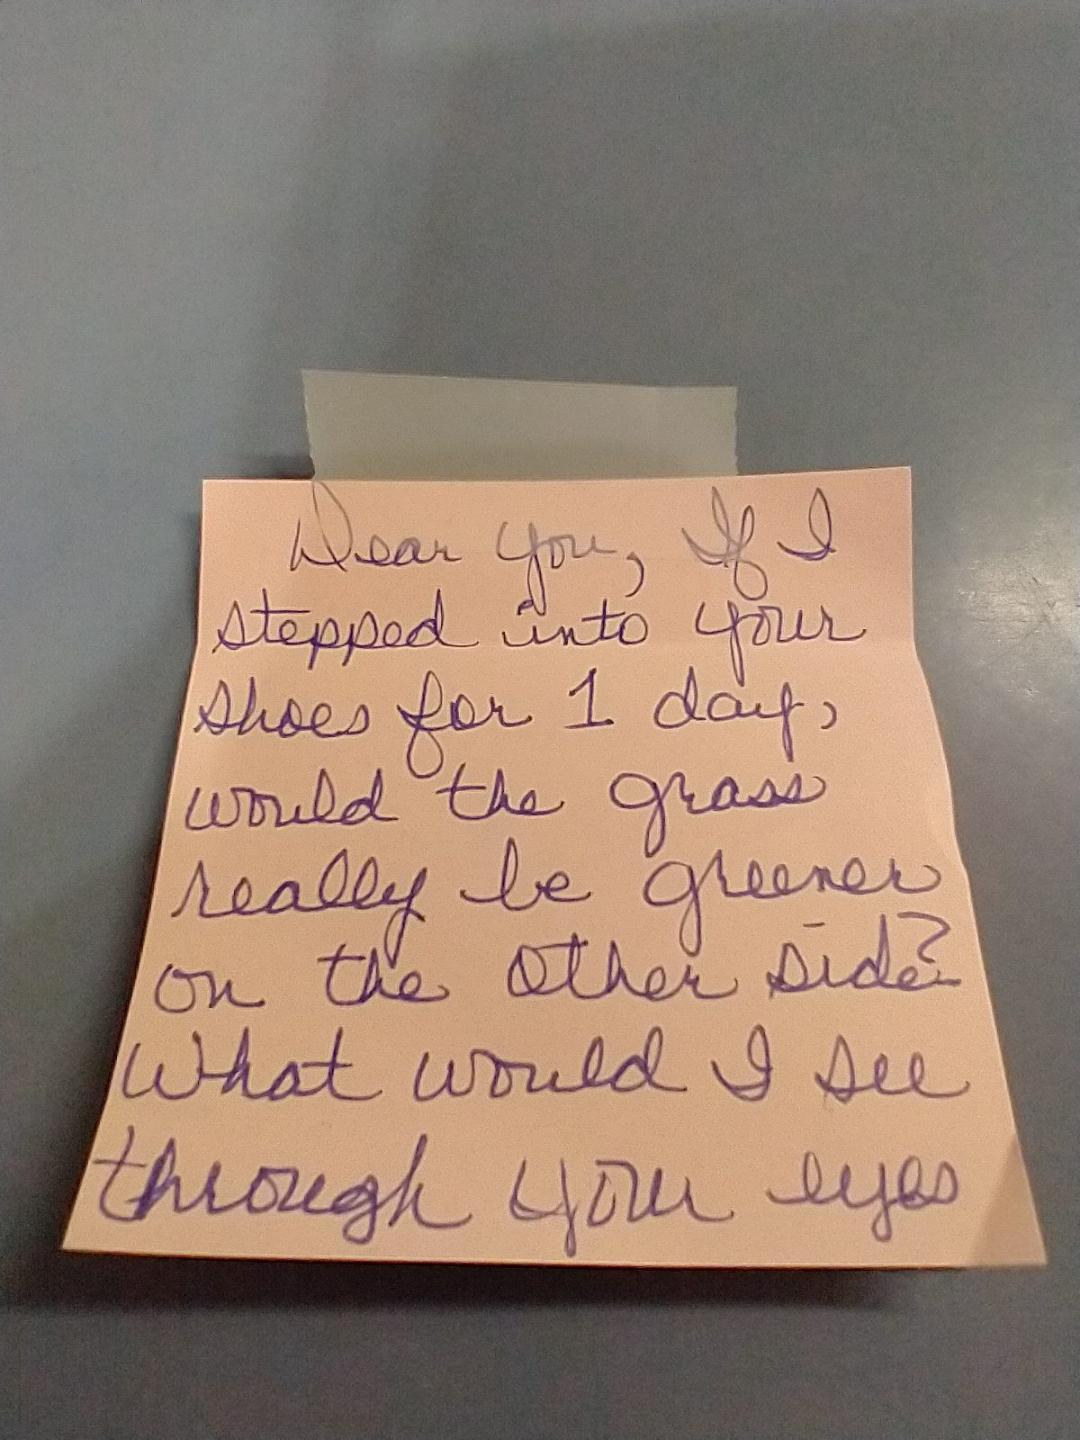 Dear you, If I
stepped into your
shoes for 1 day,
would the grass
really be greener
on the other side?
What would I see
through your eyes